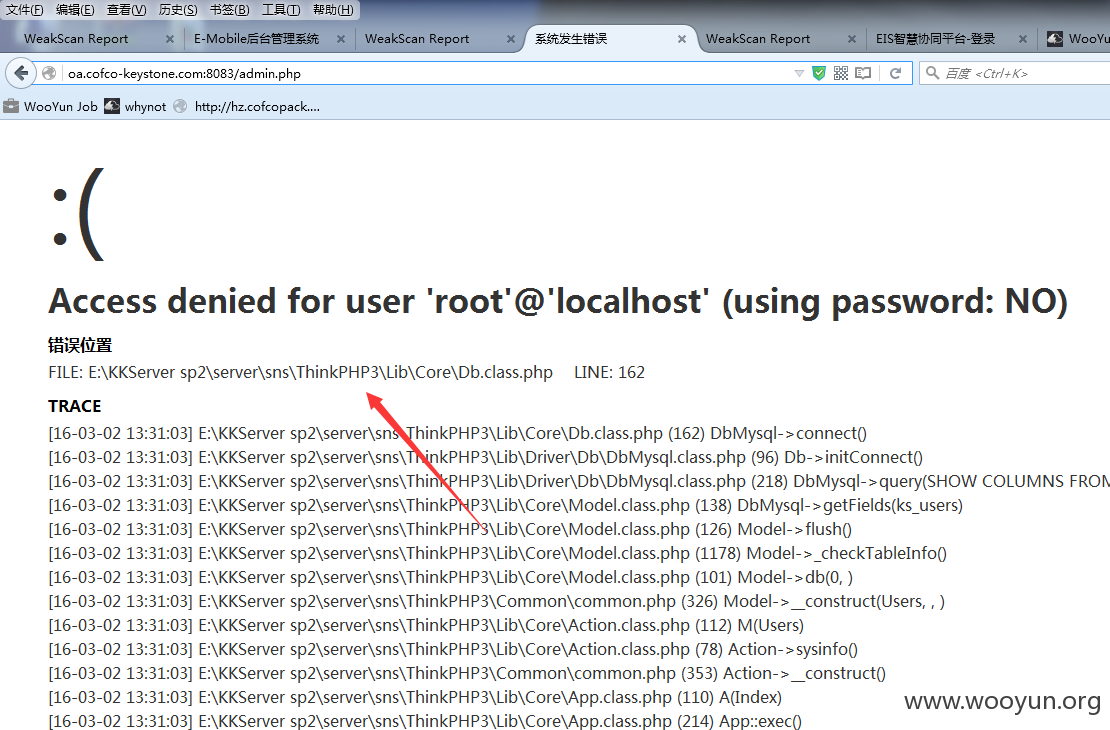 文件(F) 编辑(E) 查看(V) 历史(S) 书签(B) 工具(T) 帮助(H)
WeakScan Report × E-Mobile后台管理系统 × WeakScan Report × 系统发生错误 × WeakScan Report × EIS智慧协同平台-登录 × WooYu
oa.cofco-keystone.com:8083/admin.php 百度 <Ctrl+K>
WooYun Job whynot http://hz.cofcopack....
:(
Access denied for user 'root'@'localhost' (using password: NO)
错误位置
FILE: E:\KKServer sp2\server\sns\ThinkPHP3\Lib\Core\Db.class.php LINE: 162
TRACE
[16-03-02 13:31:03] E:\KKServer sp2\server\sns\ThinkPHP3\Lib\Core\Db.class.php (162) DbMysql->connect()
[16-03-02 13:31:03] E:\KKServer sp2\server\sns\ThinkPHP3\Lib\Driver\Db\DbMysql.class.php (96) Db->initConnect()
[16-03-02 13:31:03] E:\KKServer sp2\server\sns\ThinkPHP3\Lib\Driver\Db\DbMysql.class.php (218) DbMysql->query(SHOW COLUMNS FROM
[16-03-02 13:31:03] E:\KKServer sp2\server\sns\ThinkPHP3\Lib\Core\Model.class.php (138) DbMysql->getFields(ks_users)
[16-03-02 13:31:03] E:\KKServer sp2\server\sns\ThinkPHP3\Lib\Core\Model.class.php (126) Model->flush()
[16-03-02 13:31:03] E:\KKServer sp2\server\sns\ThinkPHP3\Lib\Core\Model.class.php (1178) Model->_checkTableInfo()
[16-03-02 13:31:03] E:\KKServer sp2\server\sns\ThinkPHP3\Lib\Core\Model.class.php (101) Model->db(0, )
[16-03-02 13:31:03] E:\KKServer sp2\server\sns\ThinkPHP3\Common\common.php (326) Model->__construct(Users, , )
[16-03-02 13:31:03] E:\KKServer sp2\server\sns\ThinkPHP3\Lib\Core\Action.class.php (112) M(Users)
[16-03-02 13:31:03] E:\KKServer sp2\server\sns\ThinkPHP3\Lib\Core\Action.class.php (78) Action->sysinfo()
[16-03-02 13:31:03] E:\KKServer sp2\server\sns\ThinkPHP3\Common\common.php (353) Action->__construct()
[16-03-02 13:31:03] E:\KKServer sp2\server\sns\ThinkPHP3\Lib\Core\App.class.php (110) A(Index)
[16-03-02 13:31:03] E:\KKServer sp2\server\sns\ThinkPHP3\Lib\Core\App.class.php (214) App::exec()
www.wooyun.org